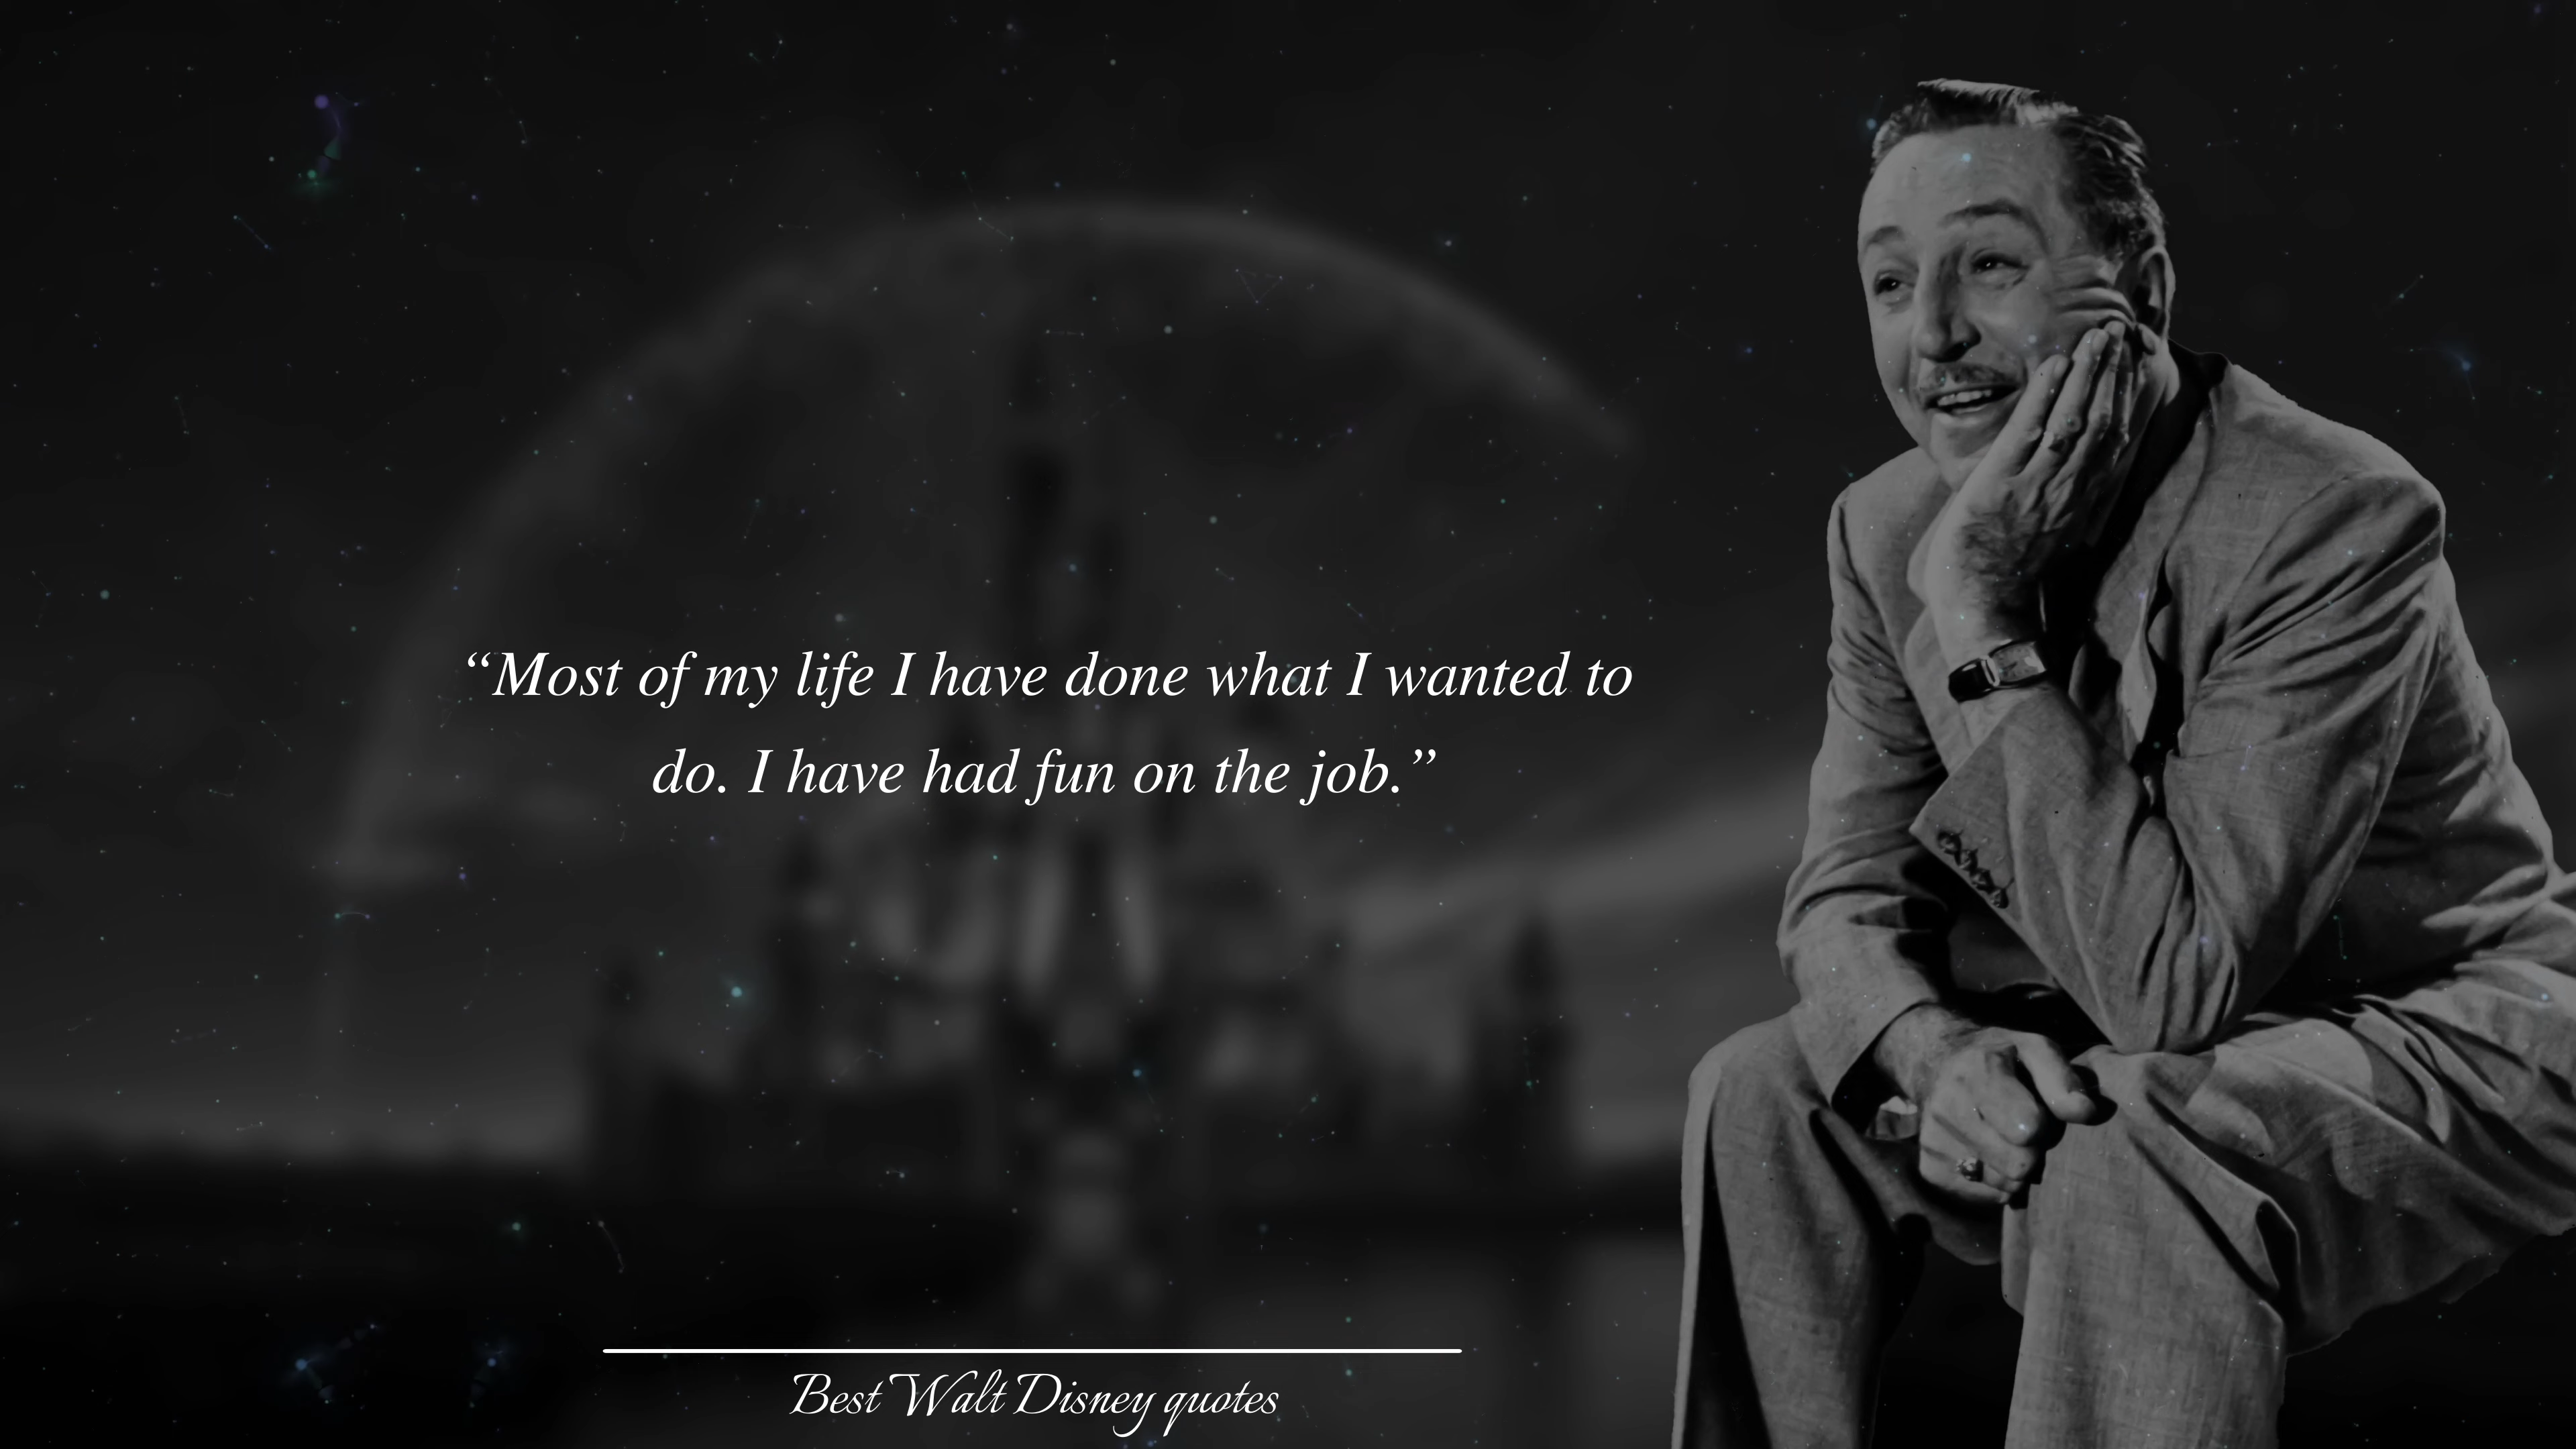 “Most of my life I have done what I wanted to
do. I have had fun on the job.”
Best Walt Disney quotes